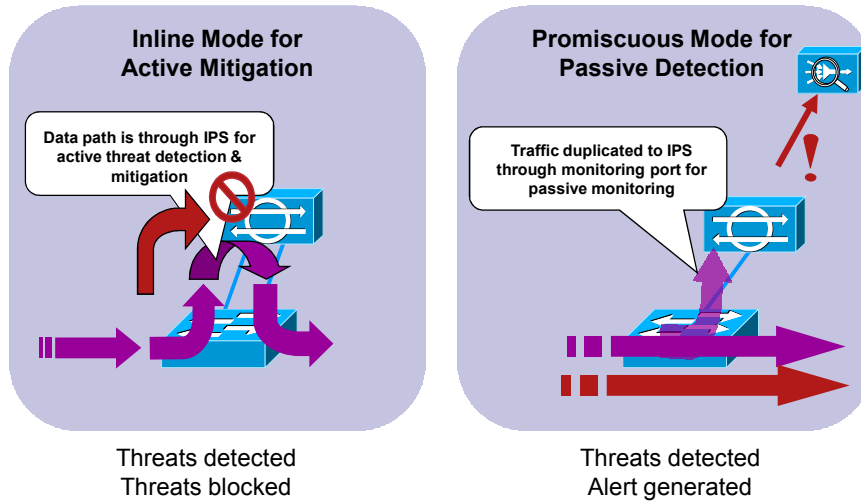 Inline Mode for
Active Mitigation
Data path is through IPS for
active threat detection &
mitigation
Threats detected
Threats blocked
Promiscuous Mode for
Passive Detection
Traffic duplicated to IPS
through monitoring port for
passive monitoring
!
Threats detected
Alert generated